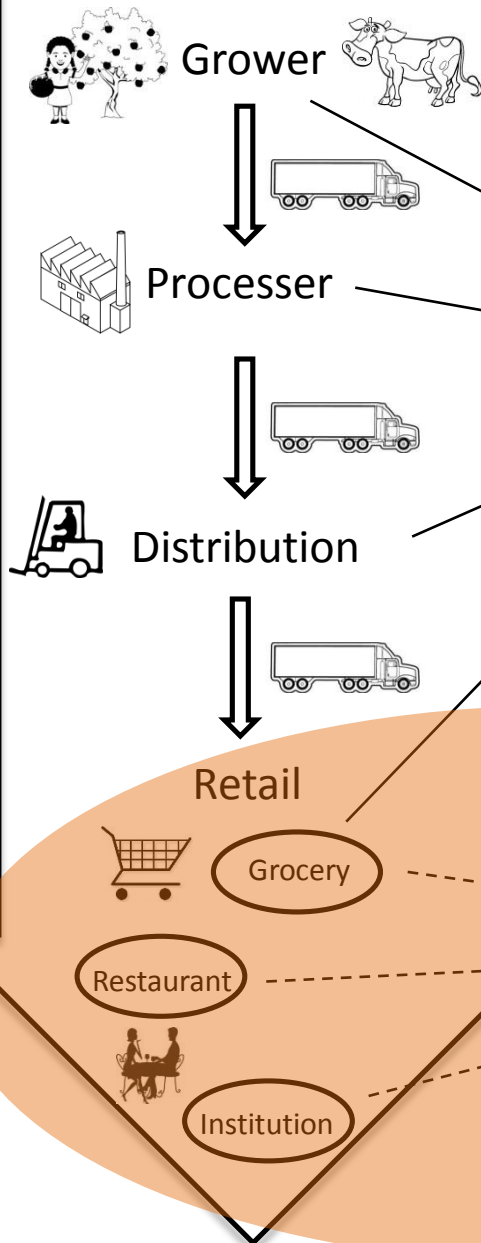 Grower
Processer
Distribution
Retail
Grocery
Restaurant
Institution